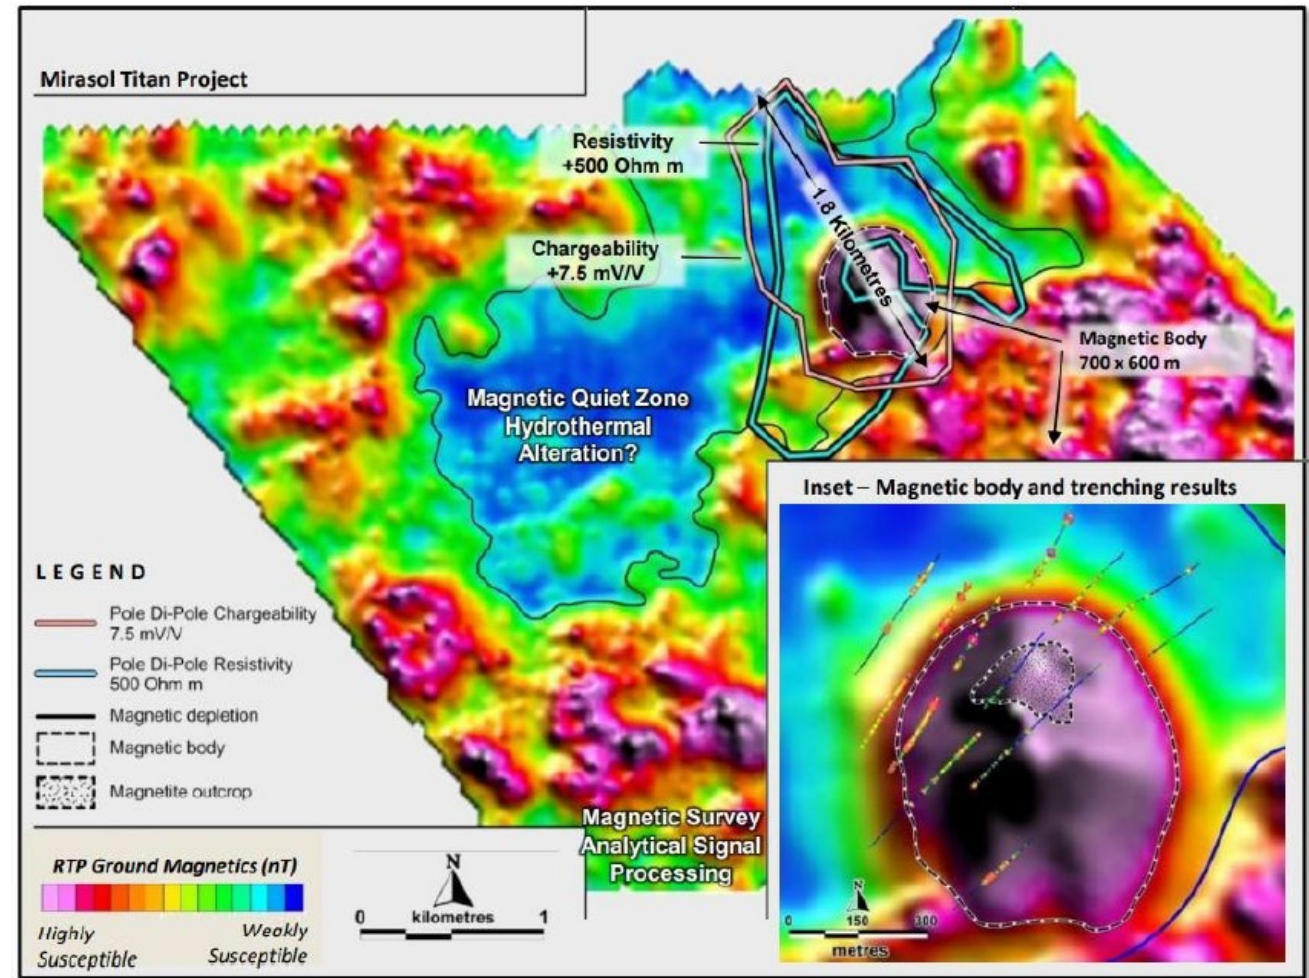 Mirasol Titan Project
Resistivity
+500 Ohm m
Chargeability
+7.5 mV/V
1.8 Kilometres
Magnetic Body
700 x 600 m
Magnetic Quiet Zone
Hydrothermal
Alteration?
Inset – Magnetic body and trenching results
LEGEND
Pole Di-Pole Chargeability
7.5 mV/V
Pole Di-Pole Resistivity
500 Ohm m
Magnetic depletion
Magnetic body
Magnetite outcrop
Magnetic Survey
Analytical Signal
Processing
RTP Ground Magnetics (nT)
Highly
Susceptible
Weakly
Susceptible
N
0 kilometres 1
N
0 150 300
metres